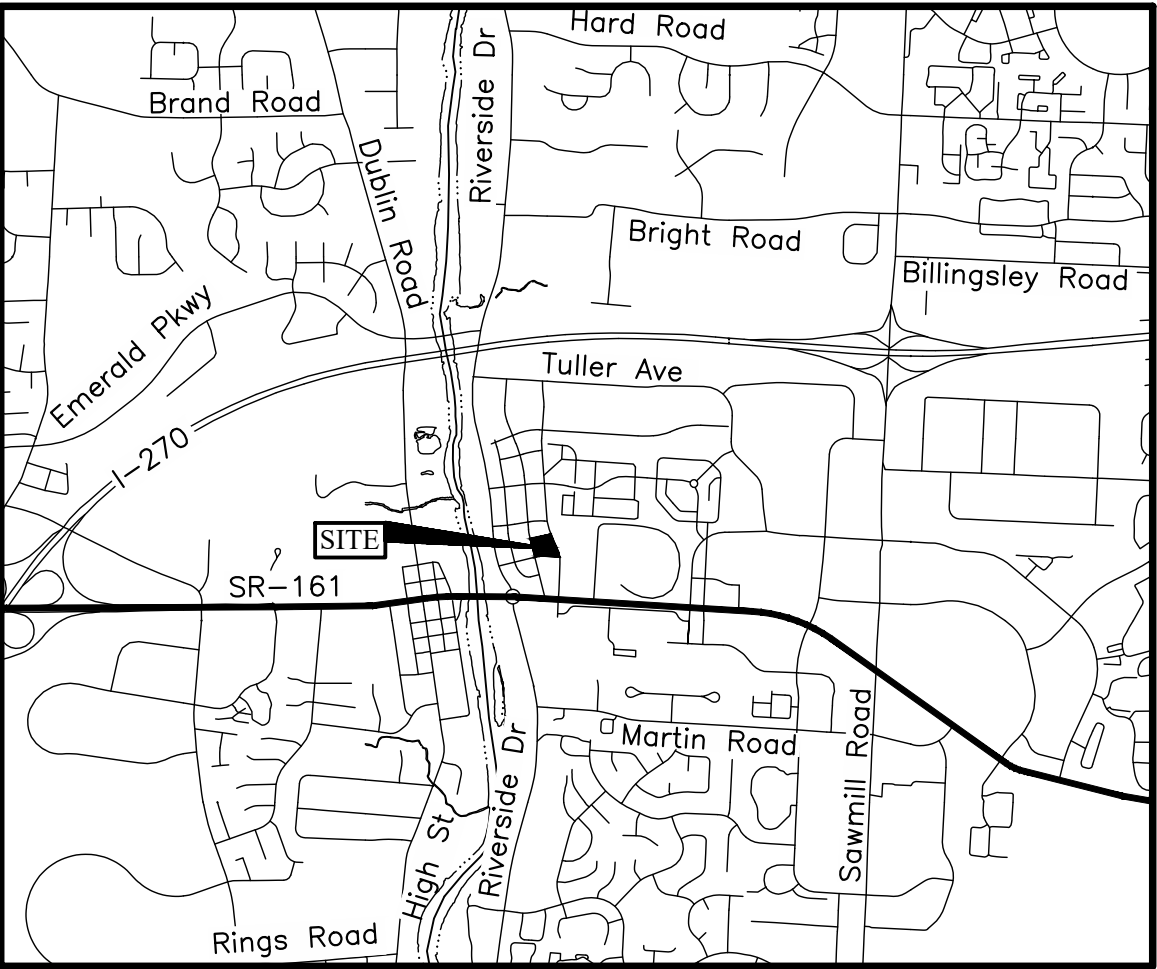 Hard Road
Riverside Dr
Brand Road
Dublin Road
Bright Road
Billingsley Road
Emerald Pkwy
Tuller Ave
I-270
SITE
SR-161
Martin Road
Sawmill Road
Riverside Dr
High St
Rings Road